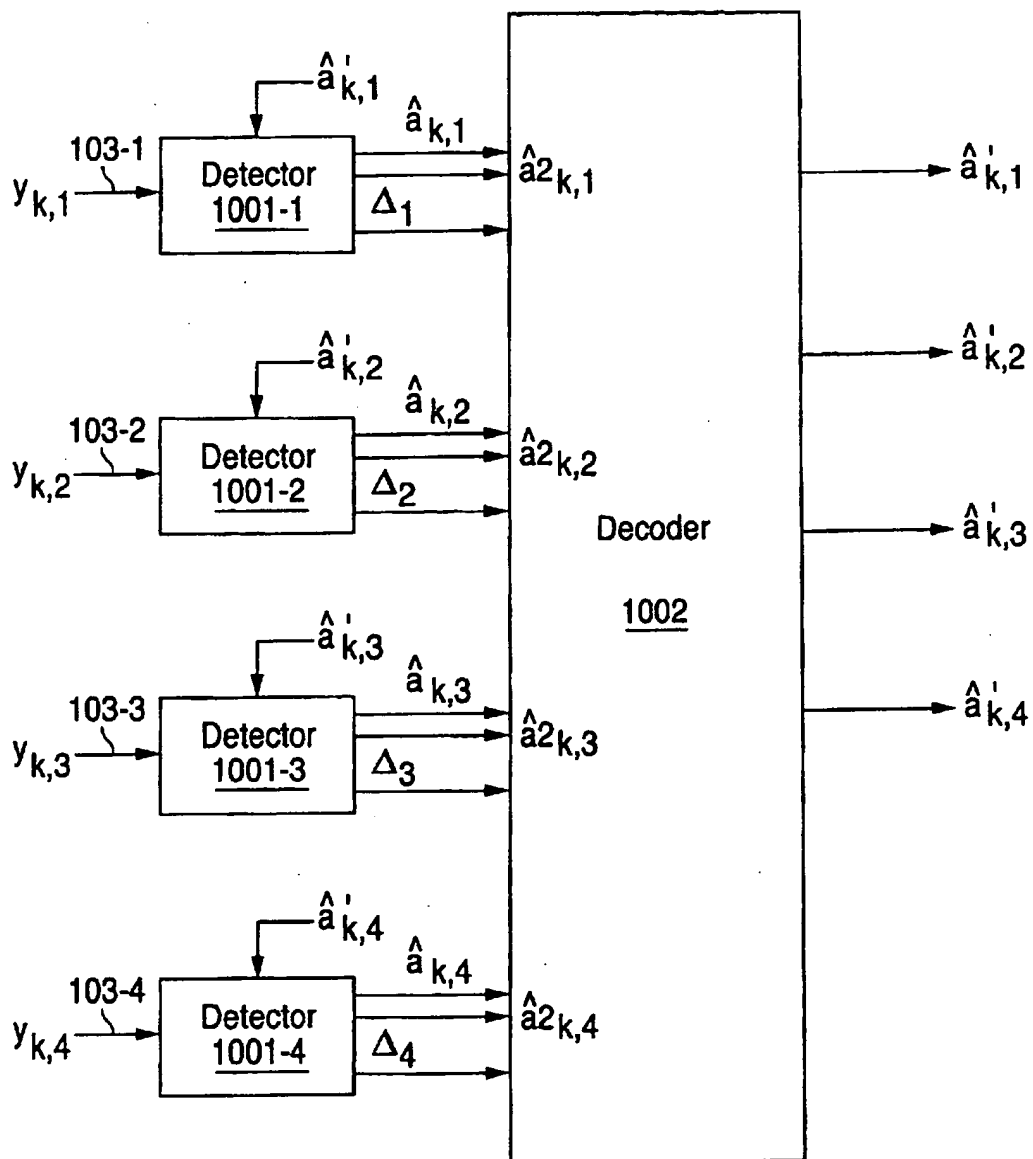 â'k,1
103-1
yk,1
Detector
1001-1
âk,1
â2k,1
Δ1
â'k,1
â'k,2
103-2
yk,2
Detector
1001-2
âk,2
â2k,2
Δ2
â'k,2
Decoder
1002
â'k,3
103-3
yk,3
Detector
1001-3
âk,3
â2k,3
Δ3
â'k,3
â'k,4
103-4
yk,4
Detector
1001-4
âk,4
â2k,4
Δ4
â'k,4